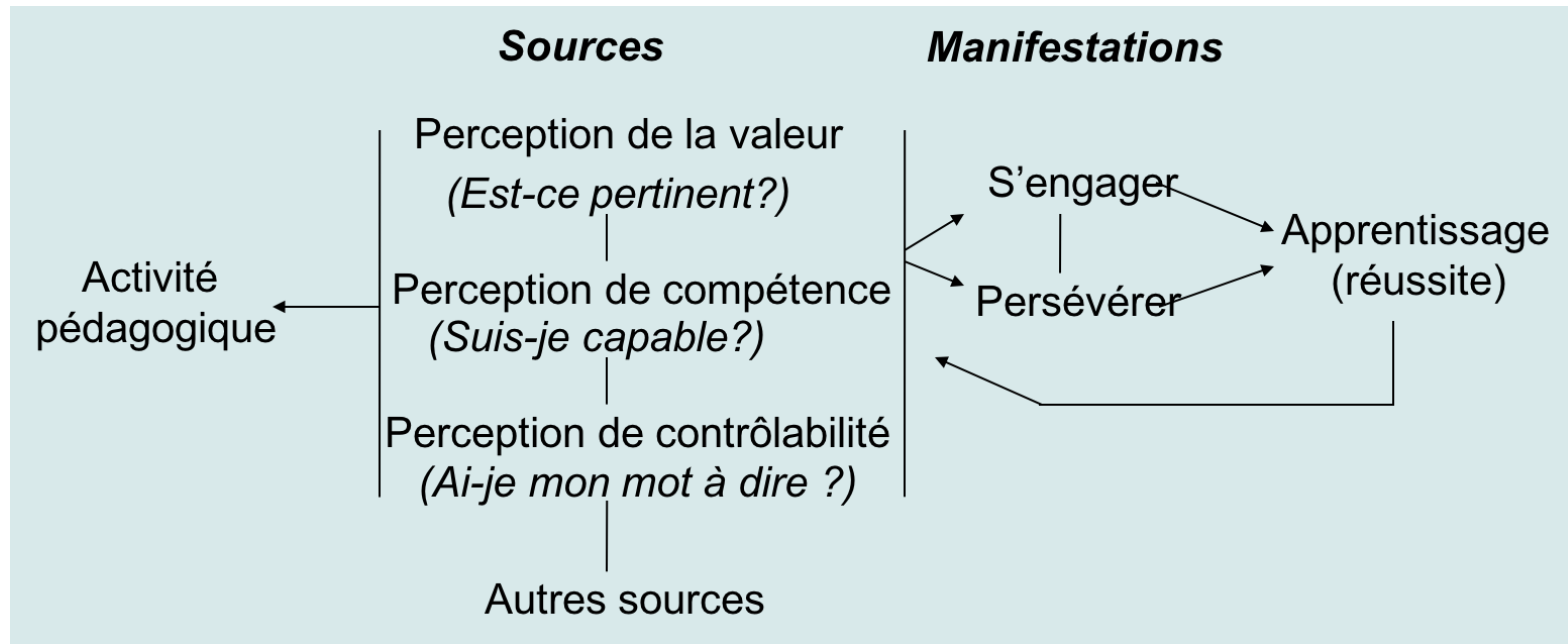 Sources
Manifestations
Activité
pédagogique
Perception de la valeur
(Est-ce pertinent?)
Perception de compétence
(Suis-je capable?)
Perception de contrôlabilité
(Ai-je mon mot à dire ?)
Autres sources
S’engager
Persévérer
Apprentissage
(réussite)